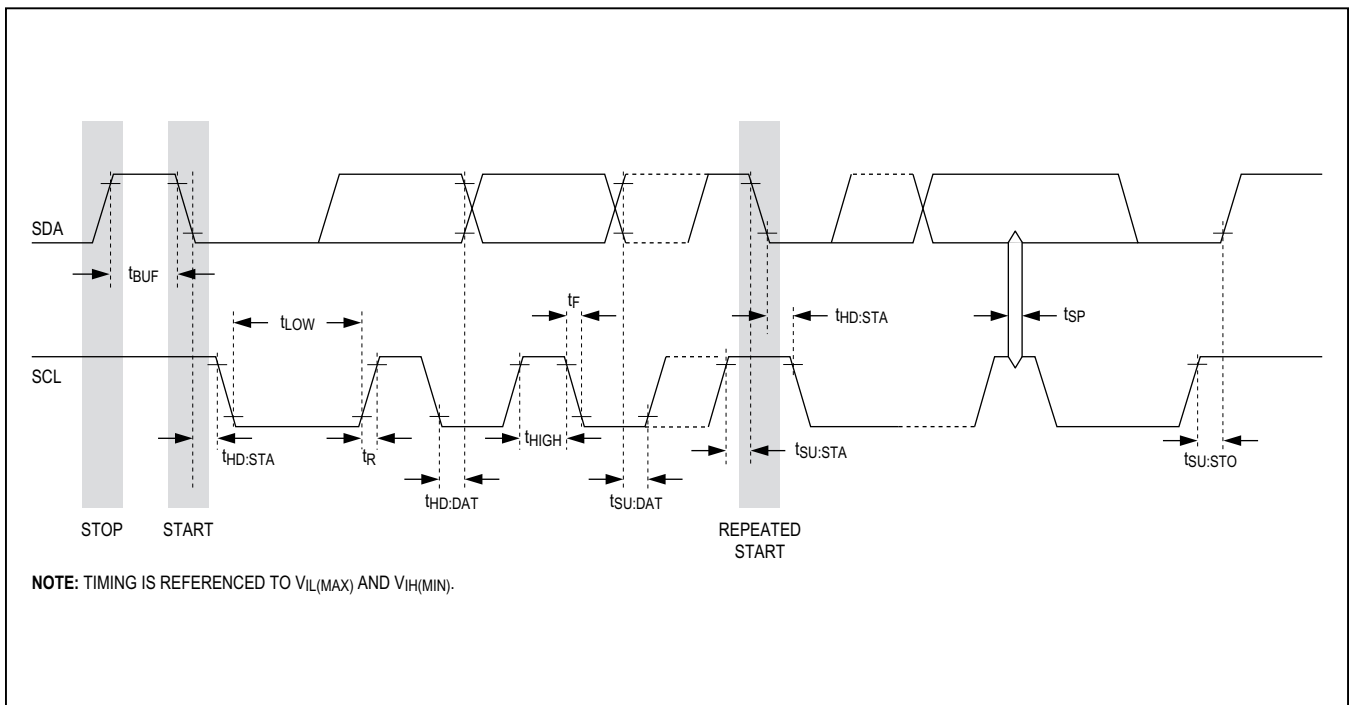 SDA
tBUF
tF
tLOW
tHD:STA
tSP
SCL
tHD:STA
tR
tHIGH
tSU:STA
tSU:STO
tHD:DAT
tSU:DAT
STOP
START
REPEATED
START
NOTE: TIMING IS REFERENCED TO VIL(MAX) AND VIH(MIN).